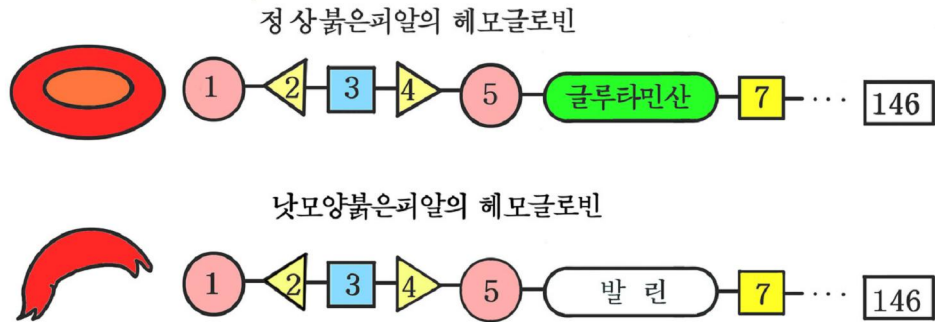 정상붉은피알의 헤모글로빈
1 2 3 4 5 글루타민산 7 ··· 146
낫모양붉은피알의 헤모글로빈
1 2 3 4 5 발린 7 ··· 146